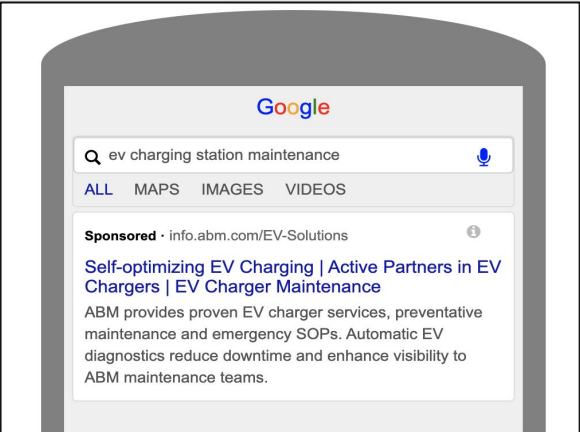 Google
ev charging station maintenance
ALL MAPS IMAGES VIDEOS
Sponsored · info.abm.com/EV-Solutions
Self-optimizing EV Charging | Active Partners in EV
Chargers | EV Charger Maintenance
ABM provides proven EV charger services, preventative
maintenance and emergency SOPs. Automatic EV
diagnostics reduce downtime and enhance visibility to
ABM maintenance teams.